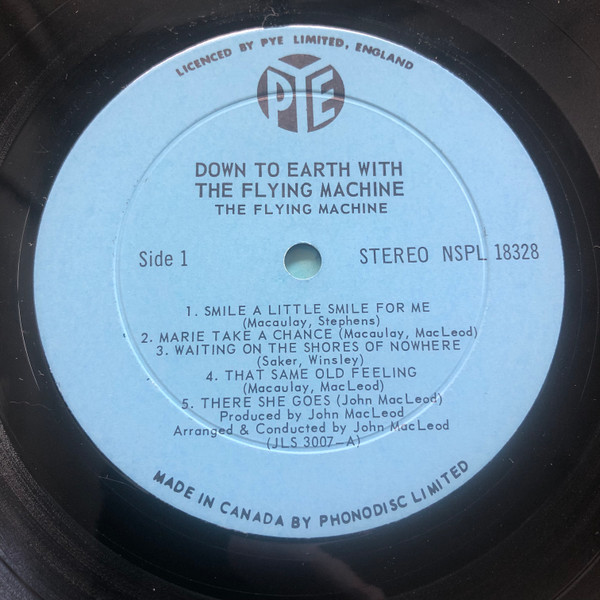 LICENCED BY PYE LIMITED, ENGLAND
PYE
DOWN TO EARTH WITH
THE FLYING MACHINE
THE FLYING MACHINE
Side 1
STEREO NSPL 18328
1. SMILE A LITTLE SMILE FOR ME
(Macaulay, Stephens)
2. MARIE TAKE A CHANCE (Macaulay, MacLeod)
3. WAITING ON THE SHORES OF NOWHERE
(Saker, Winsley)
4. THAT SAME OLD FEELING
(Macaulay, MacLeod)
5. THERE SHE GOES (John MacLeod)
Produced by John MacLeod
Arranged & Conducted by John MacLeod
(JLS 3007-A)
MADE IN CANADA BY PHONODISC LIMITED